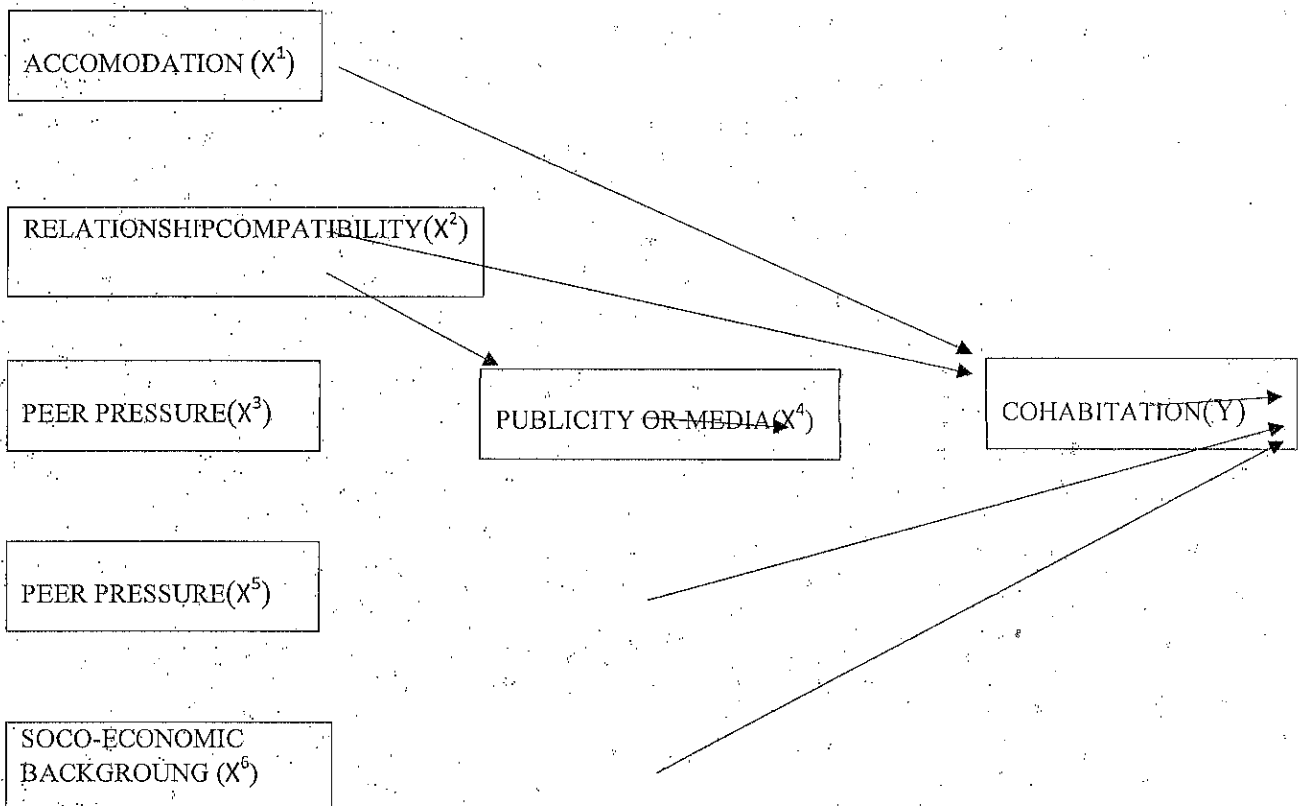 ACCOMODATION (X¹)
RELATIONSHIPCOMPATIBILITY(X²)
PEER PRESSURE(X³)
PUBLICITY OR MEDIA(X⁴)
COHABITATION(Y)
PEER PRESSURE(X⁵)
SOCO-ECONOMIC
BACKGROUNG (X⁶)